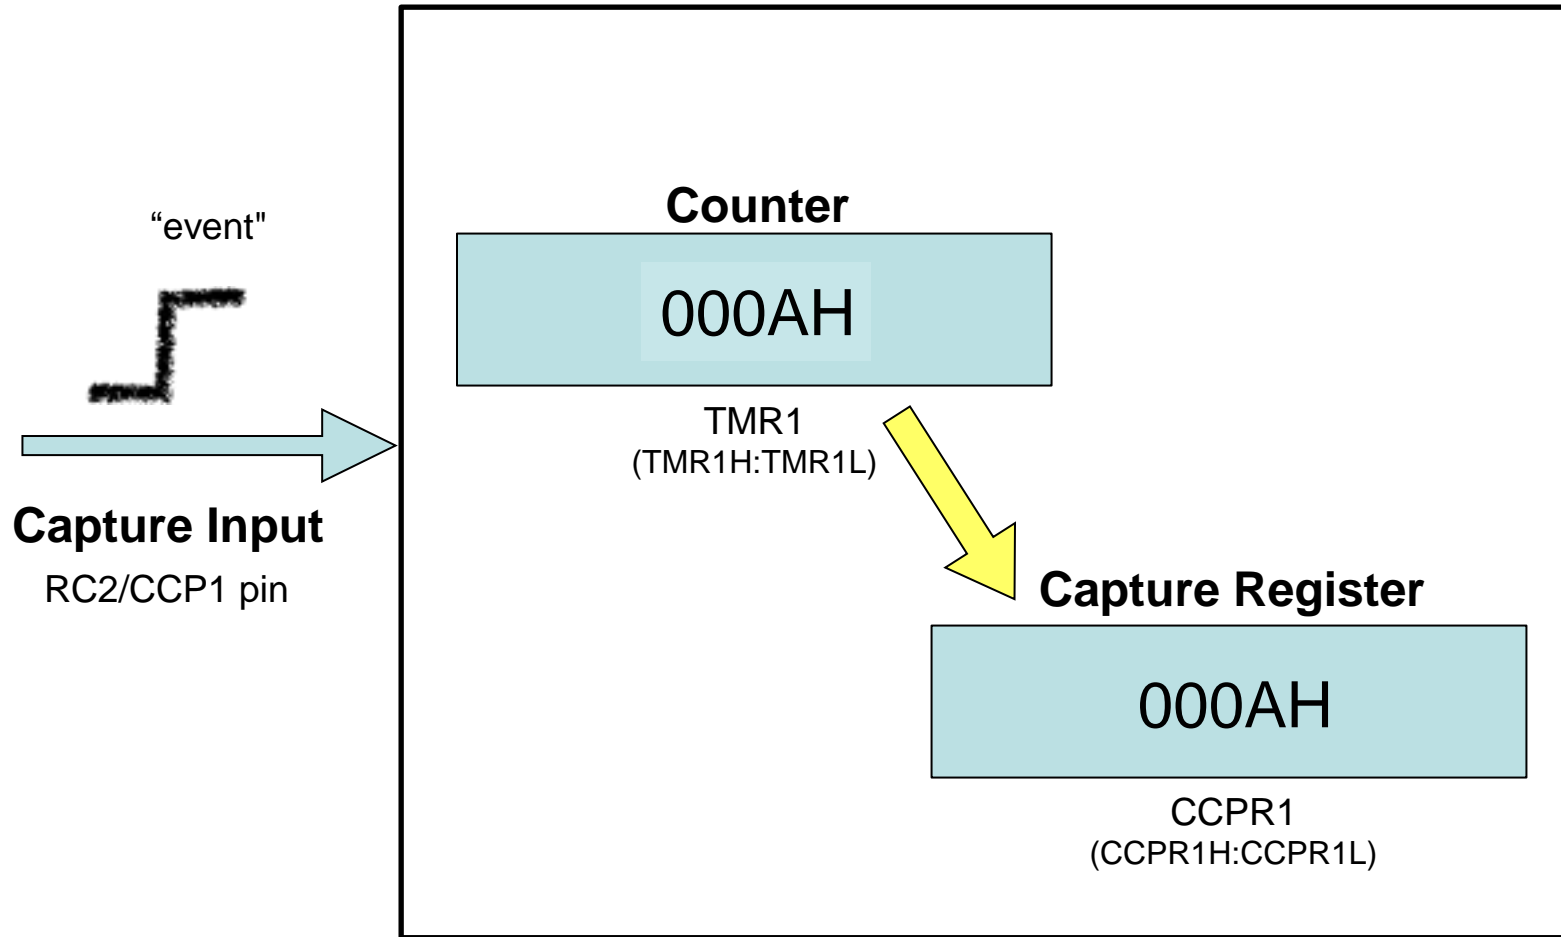 “event"
Capture Input
RC2/CCP1 pin
Counter
000AH
TMR1
(TMR1H:TMR1L)
Capture Register
000AH
CCPR1
(CCPR1H:CCPR1L)